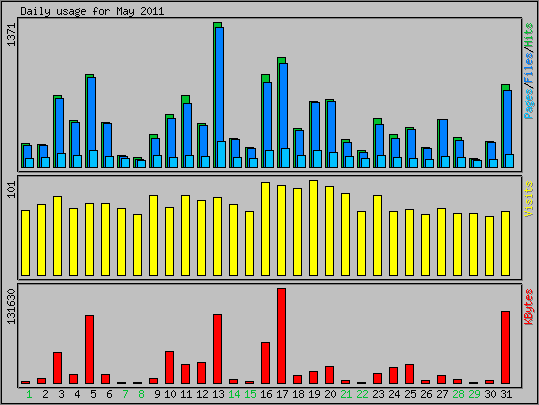 Daily usage for May 2011
1371
Pages/Files/Hits
101
Visits
131630
KBytes
1 2 3 4 5 6 7 8 9 10 11 12 13 14 15 16 17 18 19 20 21 22 23 24 25 26 27 28 29 30 31